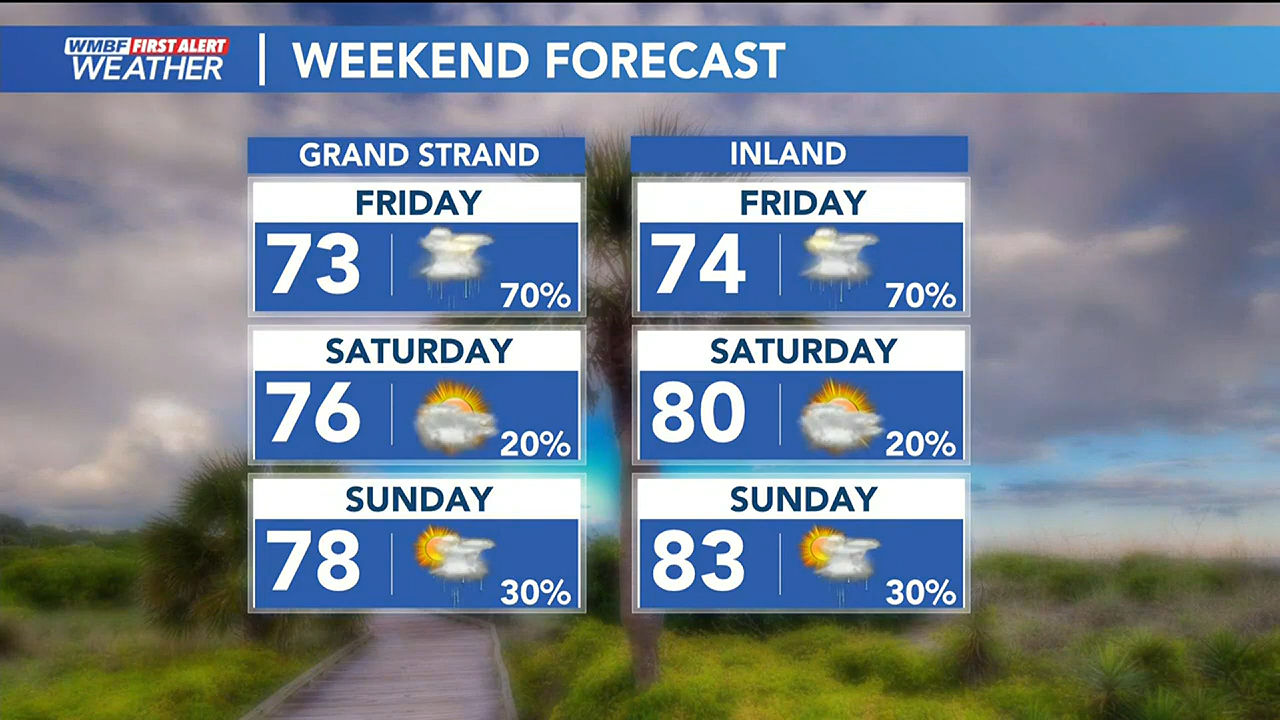 WMBF FIRST ALERT
WEATHER
WEEKEND FORECAST
GRAND STRAND
FRIDAY
73
70%
SATURDAY
76
20%
SUNDAY
78
30%
INLAND
FRIDAY
74
70%
SATURDAY
80
20%
SUNDAY
83
30%